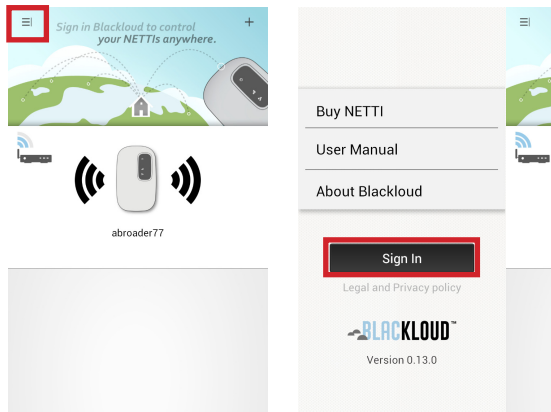 Sign in Blackloud to control
your NETTIs anywhere.
abroader77
Buy NETTI
User Manual
About Blackloud
Sign In
Legal and Privacy policy
BLACKLOUD™
Version 0.13.0